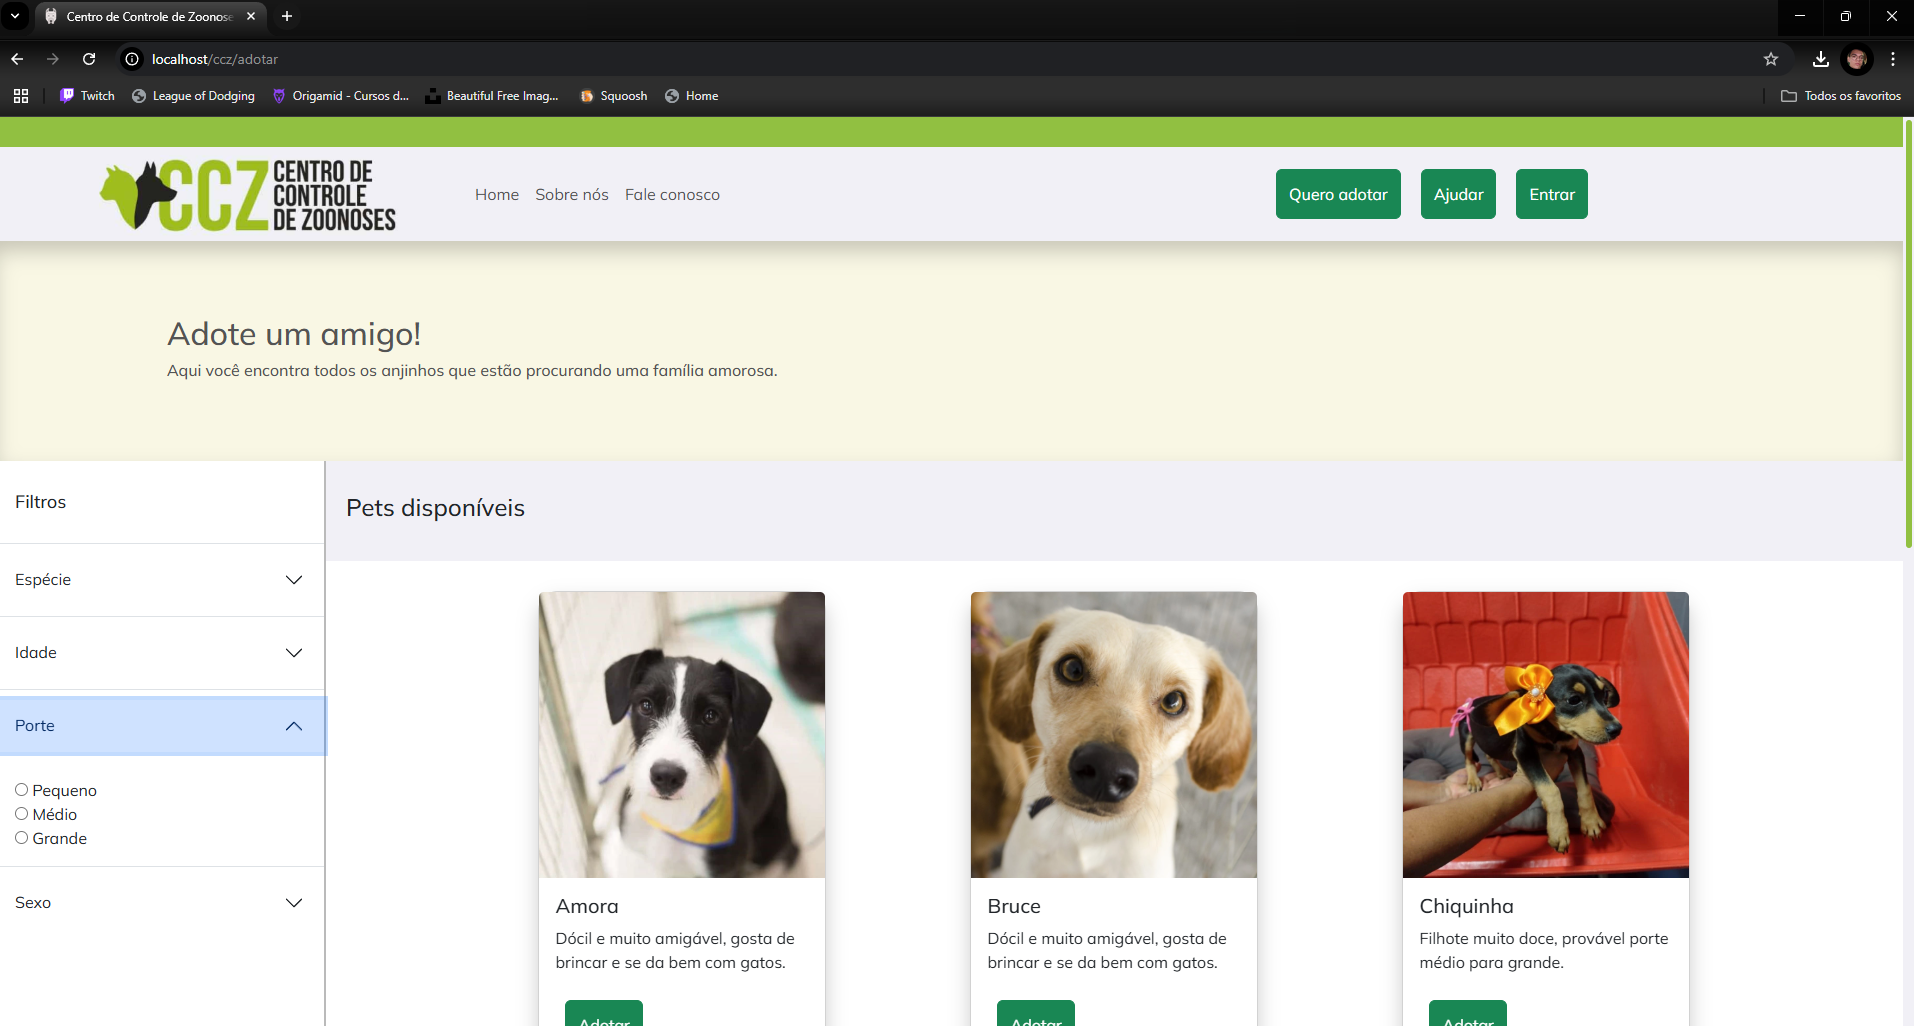 Centro de Controle de Zoonose
localhost/ccz/adotar
Twitch
League of Dodging
Origamid - Cursos d...
Beautiful Free Imag...
Squoosh
Home
Todos os favoritos
CCZ
CENTRO DE
CONTROLE
DE ZOONOSES
Home
Sobre nós
Fale conosco
Quero adotar
Ajudar
Entrar
Adote um amigo!
Aqui você encontra todos os anjinhos que estão procurando uma família amorosa.
Filtros
Espécie
Idade
Porte
Pequeno
Médio
Grande
Sexo
Pets disponíveis
Amora
Dócil e muito amigável, gosta de
brincar e se da bem com gatos.
Adotar
Bruce
Dócil e muito amigável, gosta de
brincar e se da bem com gatos.
Adotar
Chiquinha
Filhote muito doce, provável porte
médio para grande.
Adotar